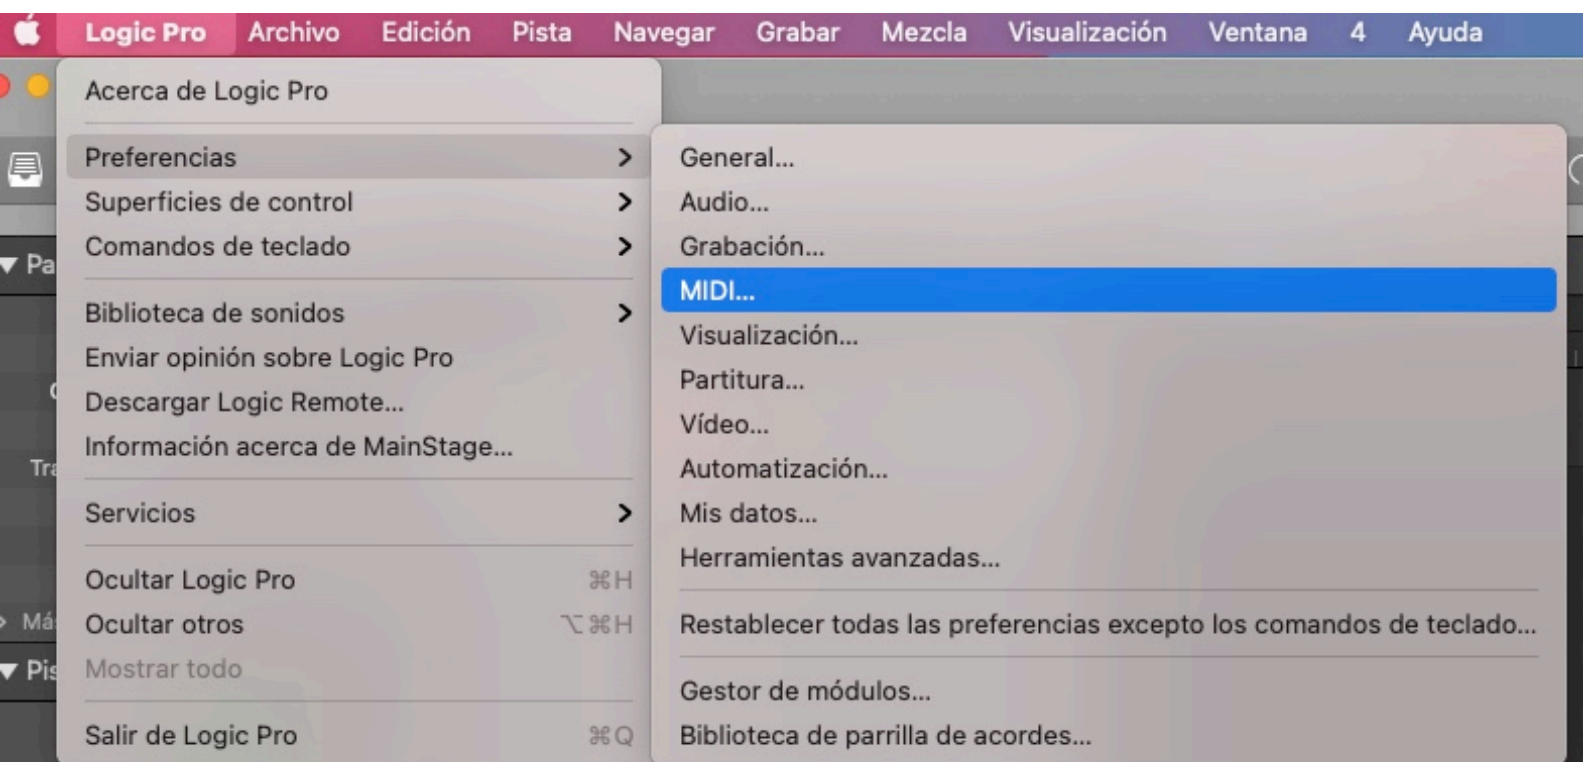 Logic Pro Archivo Edición Pista Navegar Grabar Mezcla Visualización Ventana 4 Ayuda
Acerca de Logic Pro
Preferencias
Superficies de control
Comandos de teclado
Biblioteca de sonidos
Enviar opinión sobre Logic Pro
Descargar Logic Remote...
Información acerca de MainStage...
Servicios
Ocultar Logic Pro ⌘H
Ocultar otros ⌥⌘H
Mostrar todo
Salir de Logic Pro ⌘Q
General...
Audio...
Grabación...
MIDI...
Visualización...
Partitura...
Vídeo...
Automatización...
Mis datos...
Herramientas avanzadas...
Restablecer todas las preferencias excepto los comandos de teclado...
Gestor de módulos...
Biblioteca de parrilla de acordes...